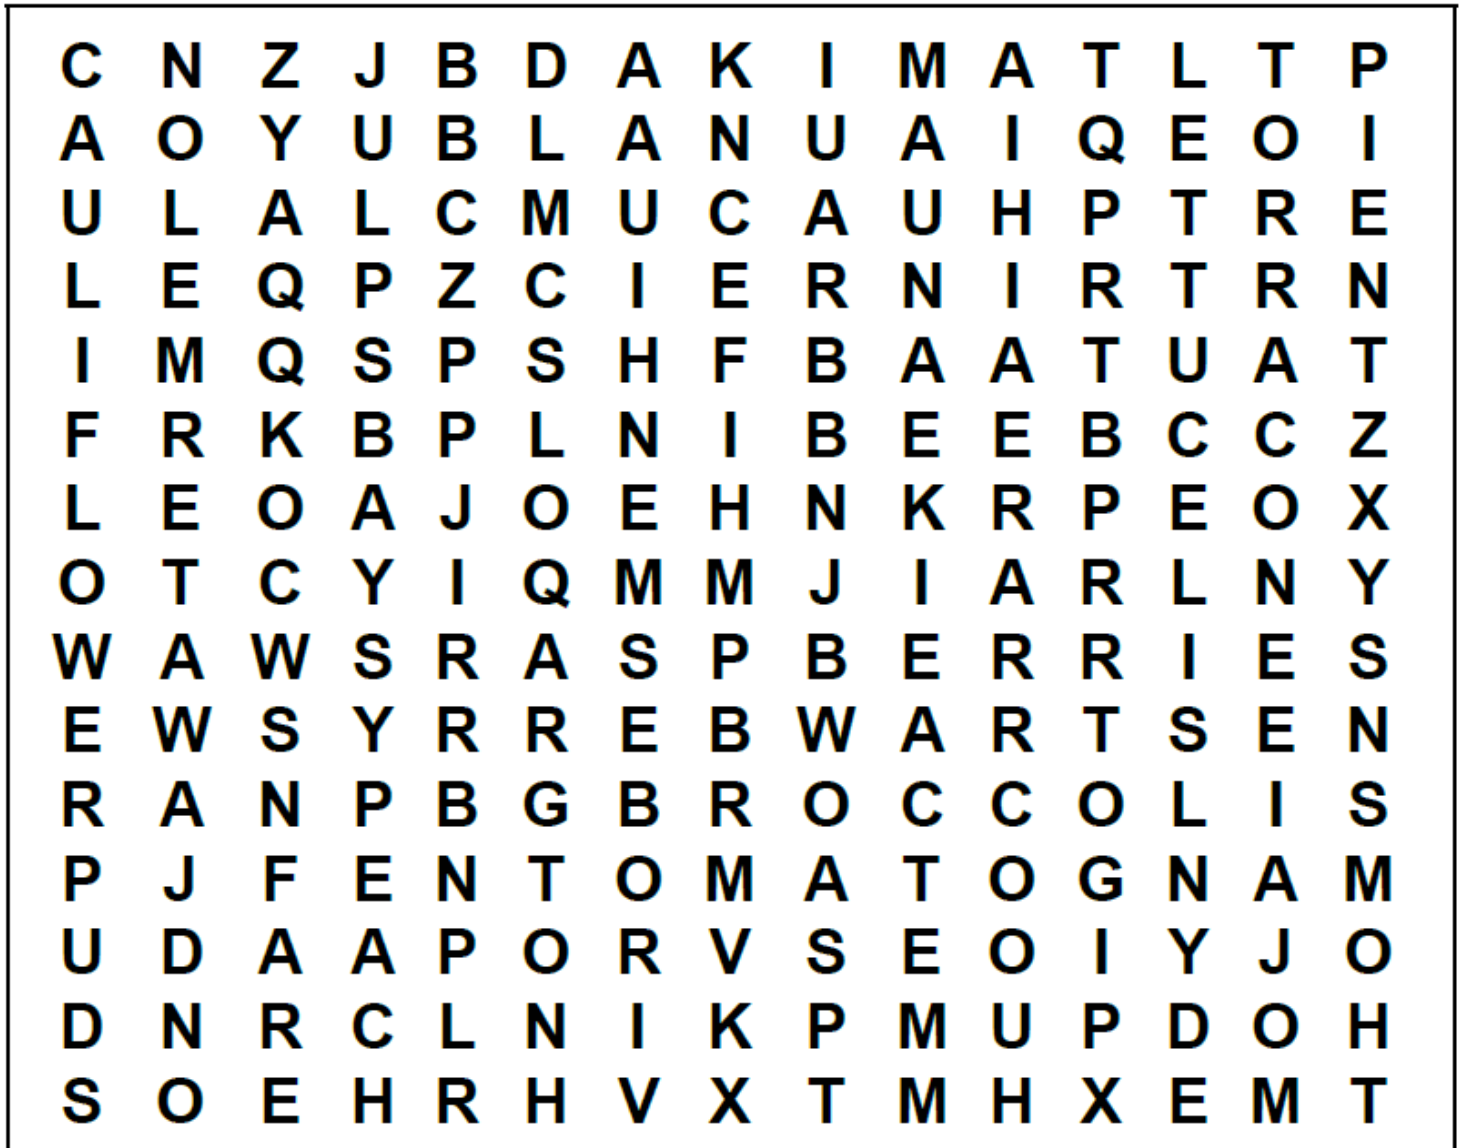 C N Z J B D A K I M A T L T P
A O Y U B L A N U A I Q E O I
U L A L C M U C A U H P T R E
L E Q P Z C I E R N I R T R N
I M Q S P S H F B A A T U A T
F R K B P L N I B E E B C C Z
L E O A J O E H N K R P E O X
O T C Y I Q M M J I A R L N Y
W A W S R A S P B E R R I E S
E W S Y R R E B W A R T S E N
R A N P B G B R O C C O L I S
P J F E N T O M A T O G N A M
U D A A P O R V S E O I Y J O
D N R C L N I K P M U P D O H
S O E H R H V X T M H X E M T